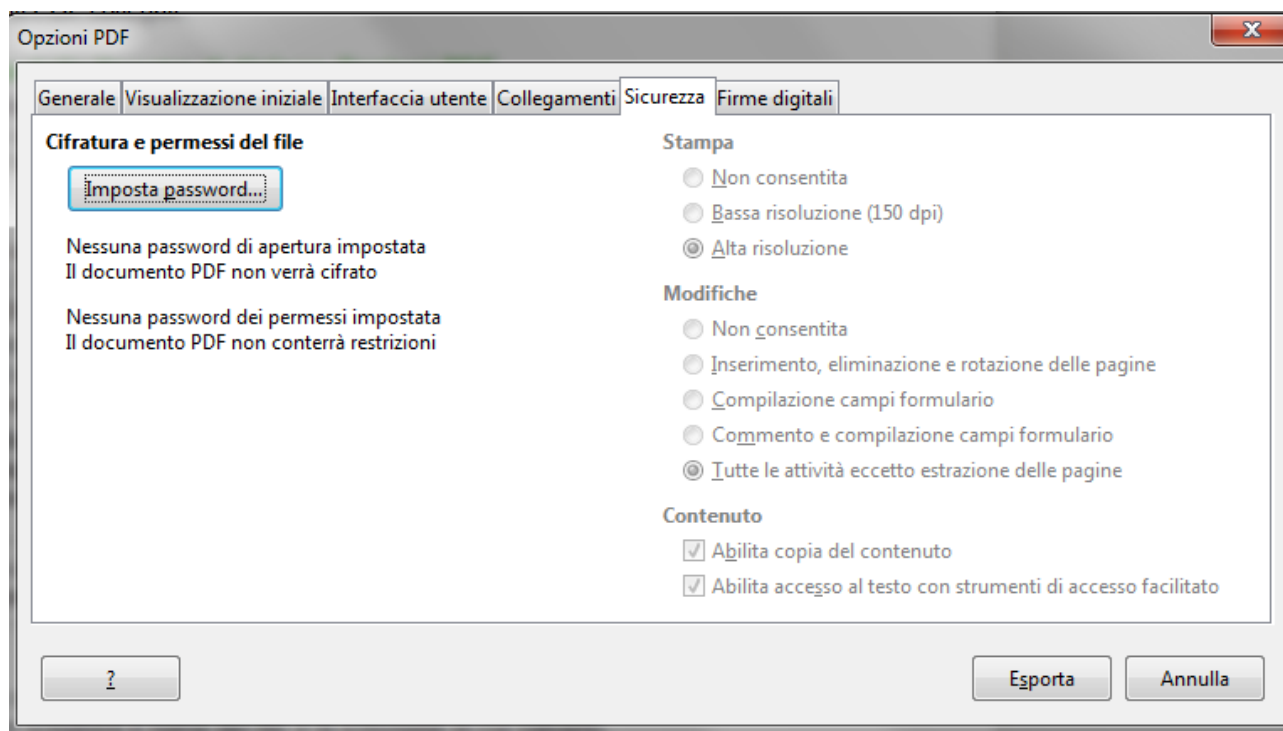 Opzioni PDF
Generale Visualizzazione iniziale Interfaccia utente Collegamenti Sicurezza Firme digitali
Cifratura e permessi del file
Imposta password...
Nessuna password di apertura impostata
Il documento PDF non verrà cifrato
Nessuna password dei permessi impostata
Il documento PDF non conterrà restrizioni
Stampa
Non consentita
Bassa risoluzione (150 dpi)
Alta risoluzione
Modifiche
Non consentita
Inserimento, eliminazione e rotazione delle pagine
Compilazione campi formulario
Commento e compilazione campi formulario
Tutte le attività eccetto estrazione delle pagine
Contenuto
Abilita copia del contenuto
Abilita accesso al testo con strumenti di accesso facilitato
?
Esporta
Annulla